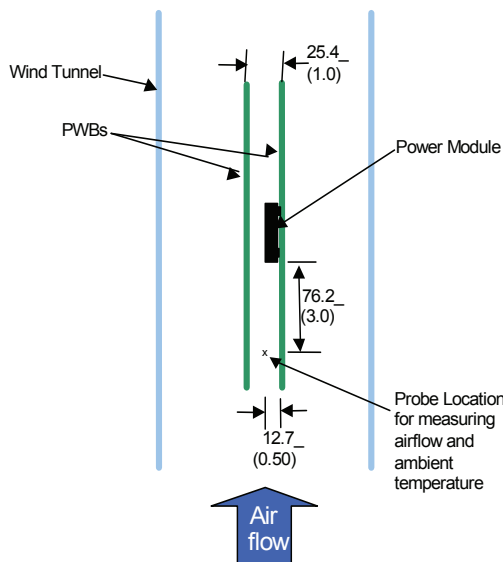 25.4_
(1.0)
Wind Tunnel
PWBs
Power Module
76.2_
(3.0)
x
Probe Location
for measuring
airflow and
ambient
temperature
12.7_
(0.50)
Air
flow